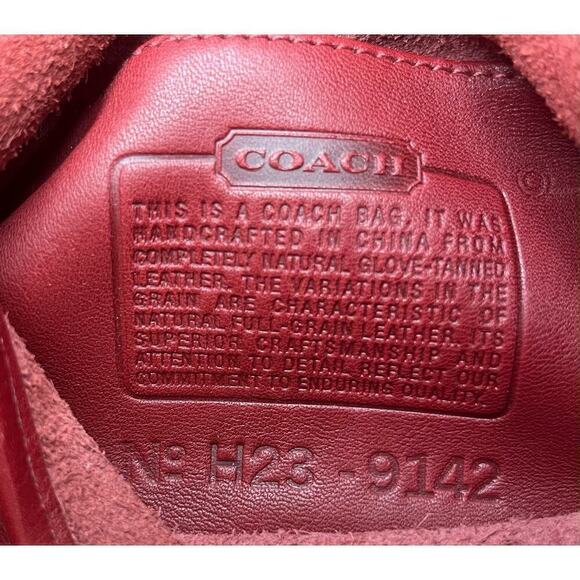 COACH
THIS IS A COACH BAG. IT WAS
HANDCRAFTED IN CHINA FROM
COMPLETELY NATURAL GLOVE-TANNED
LEATHER. THE VARIATIONS IN THE
GRAIN ARE CHARACTERISTIC OF
NATURAL FULL-GRAIN LEATHER. ITS
SUPERIOR CRAFTSMANSHIP AND
ATTENTION TO DETAIL REFLECT OUR
COMMITMENT TO ENDURING QUALITY.
Nº H23 - 9142